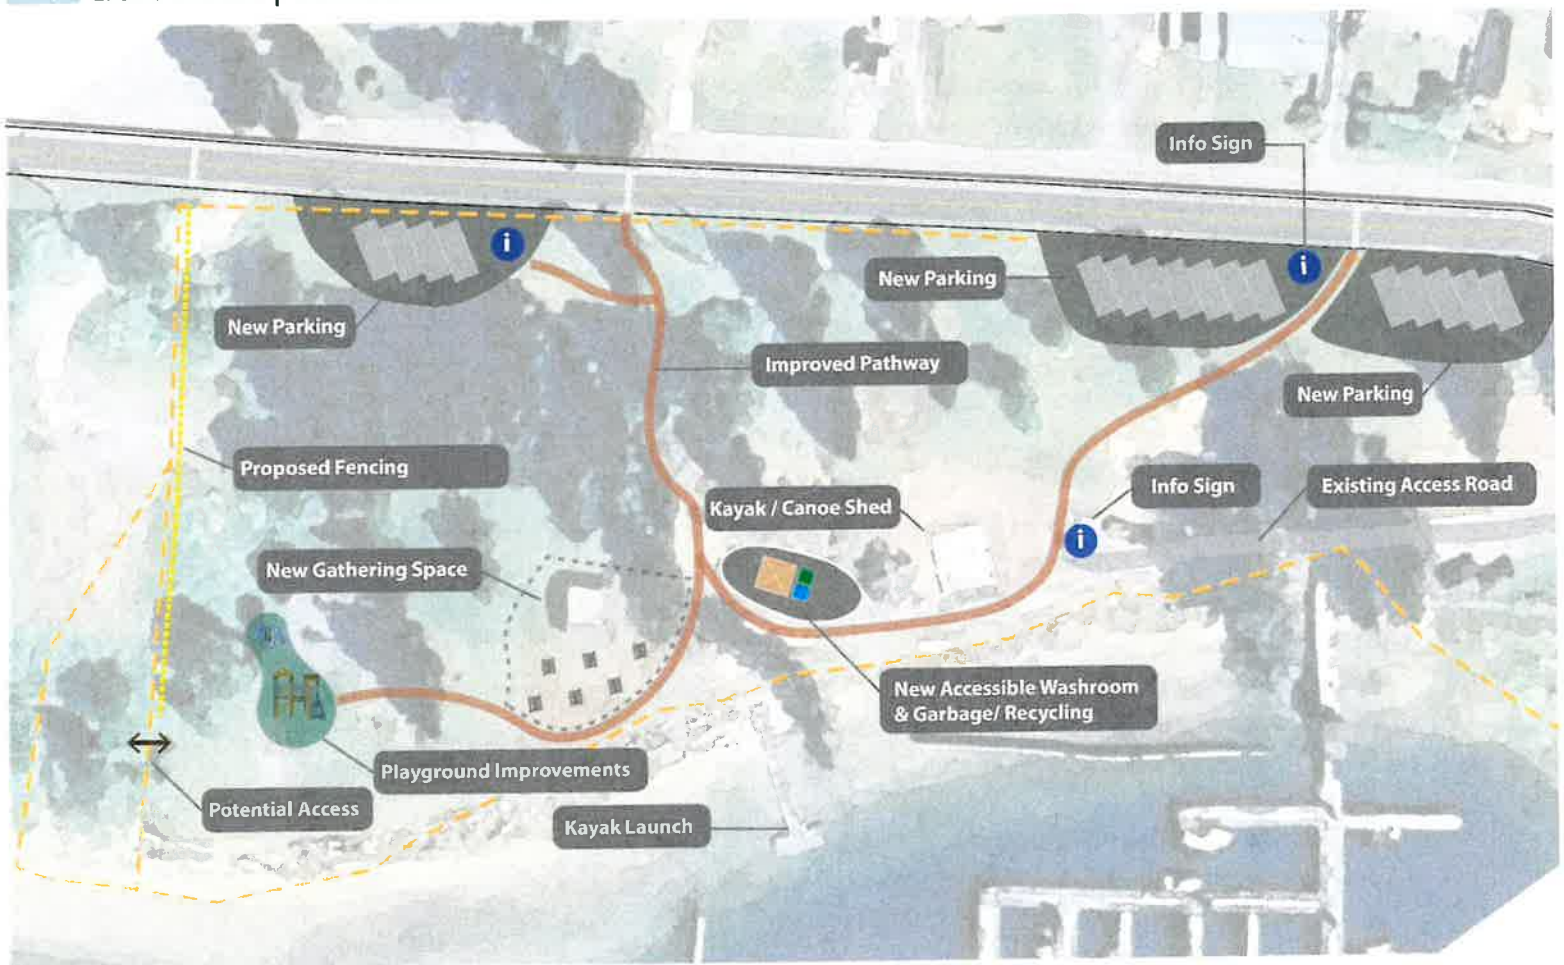 Info Sign
New Parking
New Parking
Improved Pathway
New Parking
Proposed Fencing
Info Sign
Existing Access Road
Kayak / Canoe Shed
New Gathering Space
New Accessible Washroom
& Garbage/ Recycling
Playground Improvements
Potential Access
Kayak Launch
i
i
i